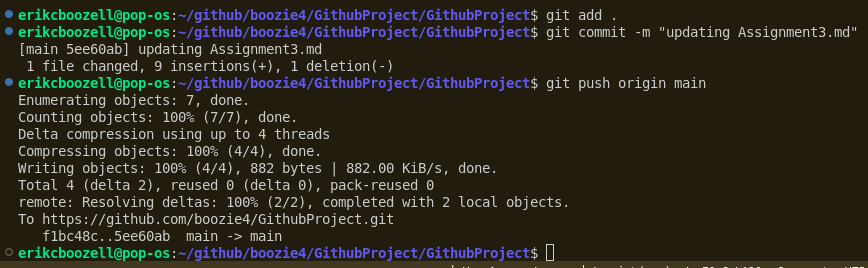 erikcboozell@pop-os:~/github/boozie4/GithubProject/GithubProject$ git add .
erikcboozell@pop-os:~/github/boozie4/GithubProject/GithubProject$ git commit -m "updating Assignment3.md"
[main 5ee60ab] updating Assignment3.md
 1 file changed, 9 insertions(+), 1 deletion(-)
erikcboozell@pop-os:~/github/boozie4/GithubProject/GithubProject$ git push origin main
Enumerating objects: 7, done.
Counting objects: 100% (7/7), done.
Delta compression using up to 4 threads
Compressing objects: 100% (4/4), done.
Writing objects: 100% (4/4), 882 bytes | 882.00 KiB/s, done.
Total 4 (delta 2), reused 0 (delta 0), pack-reused 0
remote: Resolving deltas: 100% (2/2), completed with 2 local objects.
To https://github.com/boozie4/GithubProject.git
   f1bc48c..5ee60ab  main -> main
erikcboozell@pop-os:~/github/boozie4/GithubProject/GithubProject$